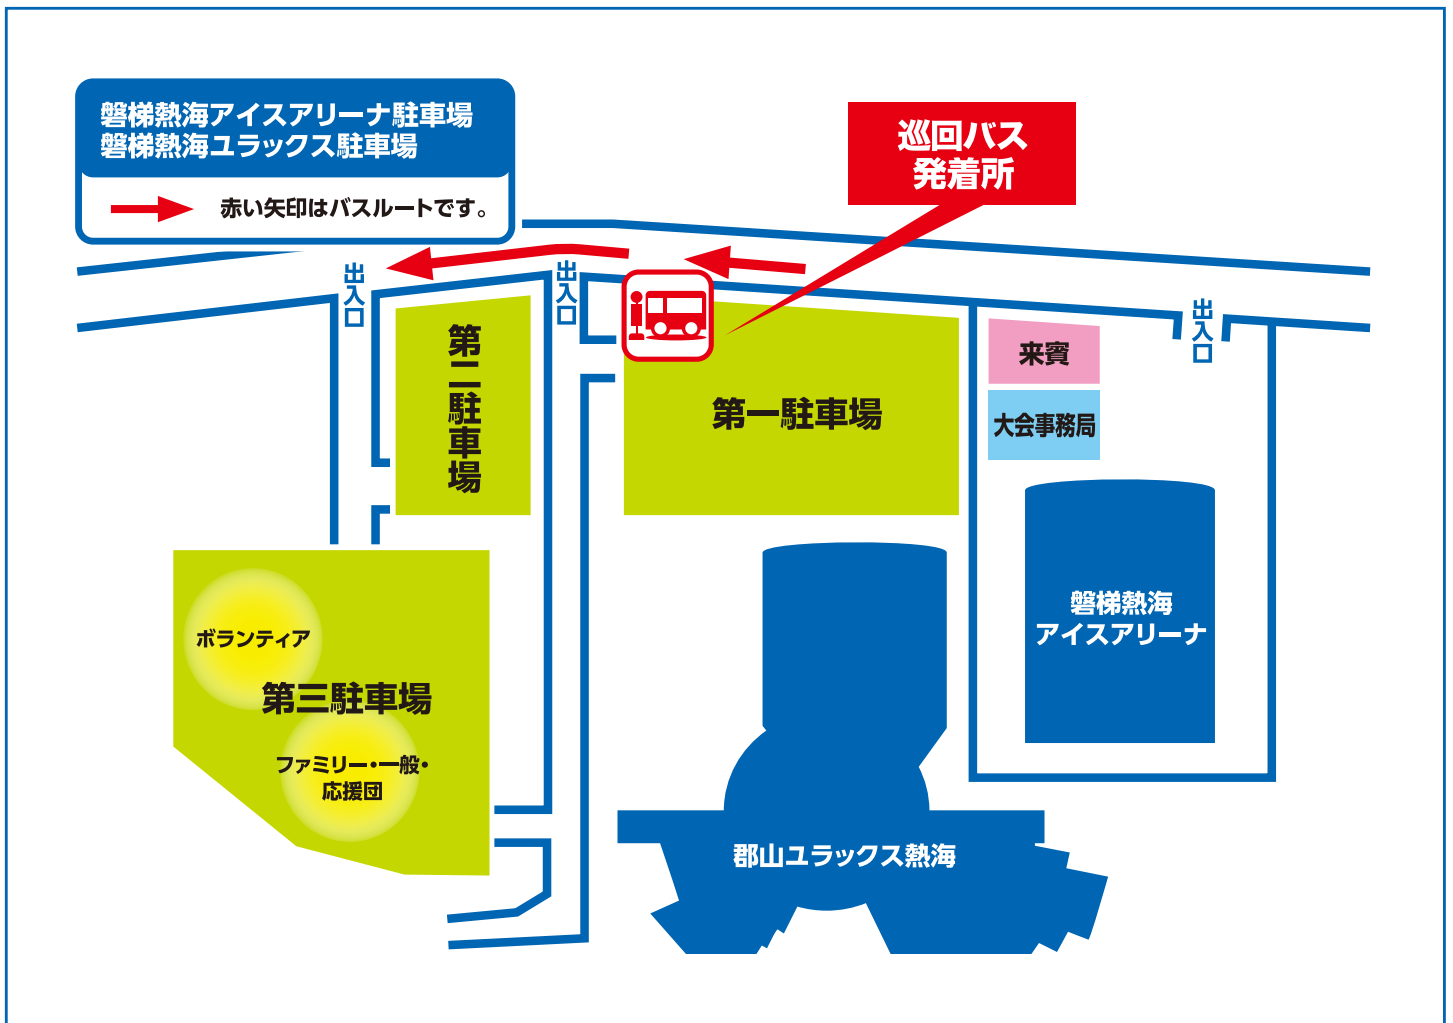 磐梯熱海アイスアリーナ駐車場
磐梯熱海ユラックス駐車場
赤い矢印はバスルートです。
巡回バス
発着所
出入口
出入口
出入口
第二駐車場
第一駐車場
来賓
大会事務局
磐梯熱海
アイスアリーナ
ボランティア
第三駐車場
ファミリー・一般・
応援団
郡山ユラックス熱海